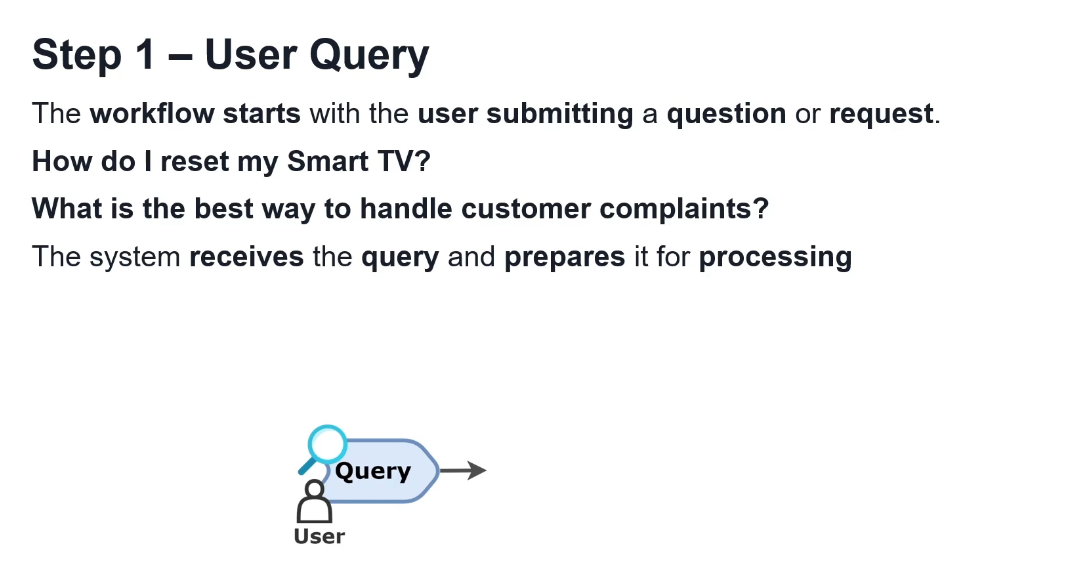 Step 1 – User Query
The workflow starts with the user submitting a question or request.
How do I reset my Smart TV?
What is the best way to handle customer complaints?
The system receives the query and prepares it for processing
Query
User